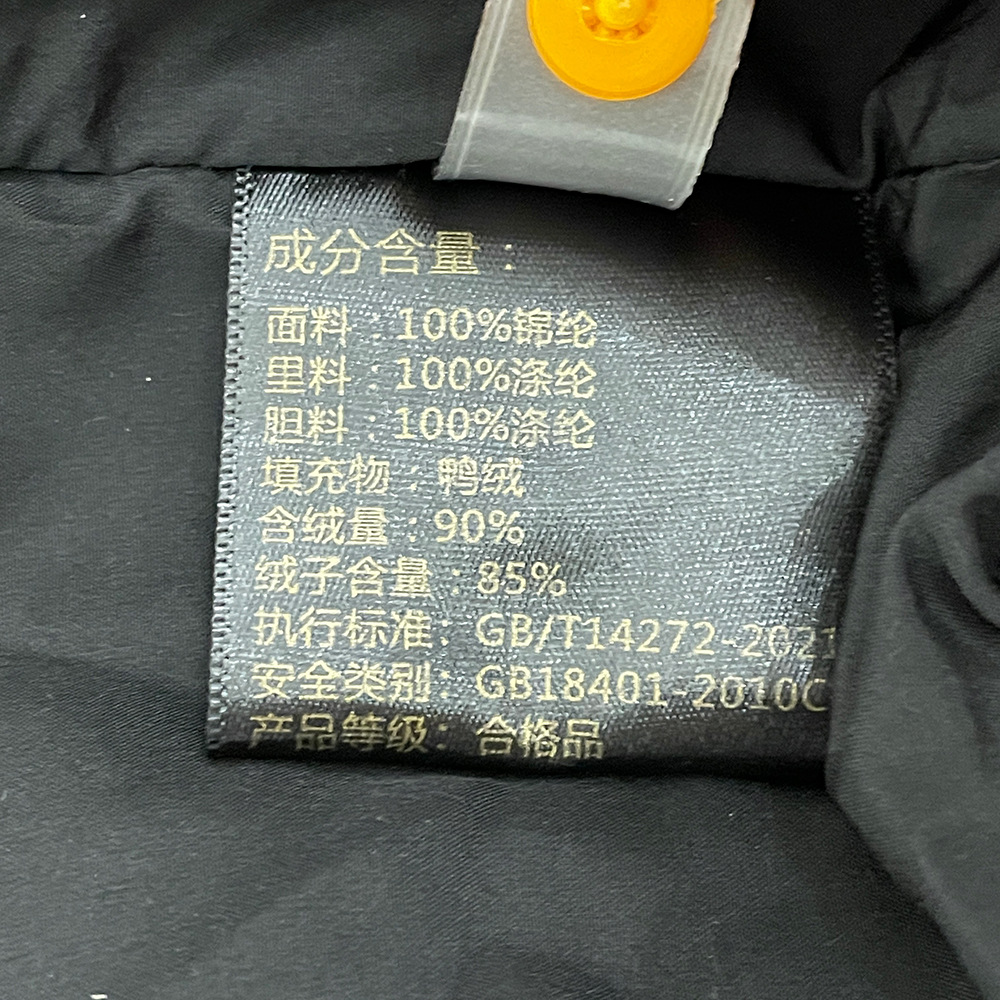 成分含量：
面料：100%锦纶
里料：100%涤纶
胆料：100%涤纶
填充物：鸭绒
含绒量：90%
绒子含量：85%
执行标准：GB/T14272-2021
安全类别：GB18401-2010C
产品等级：合格品